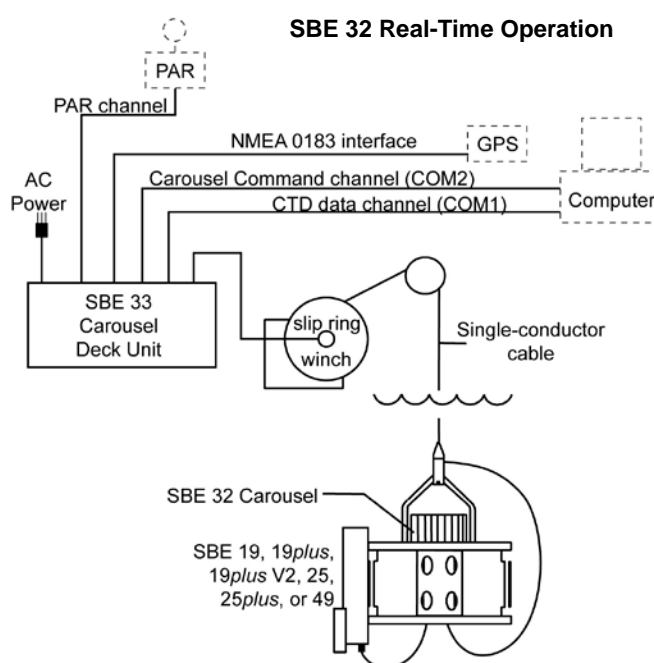 SBE 32 Real-Time Operation
PAR
PAR channel
NMEA 0183 interface
GPS
AC
Power
Carousel Command channel (COM2)
CTD data channel (COM1)
Computer
SBE 33
Carousel
Deck Unit
slip ring
winch
Single-conductor
cable
SBE 32 Carousel
SBE 19, 19plus,
19plus V2, 25,
25plus, or 49